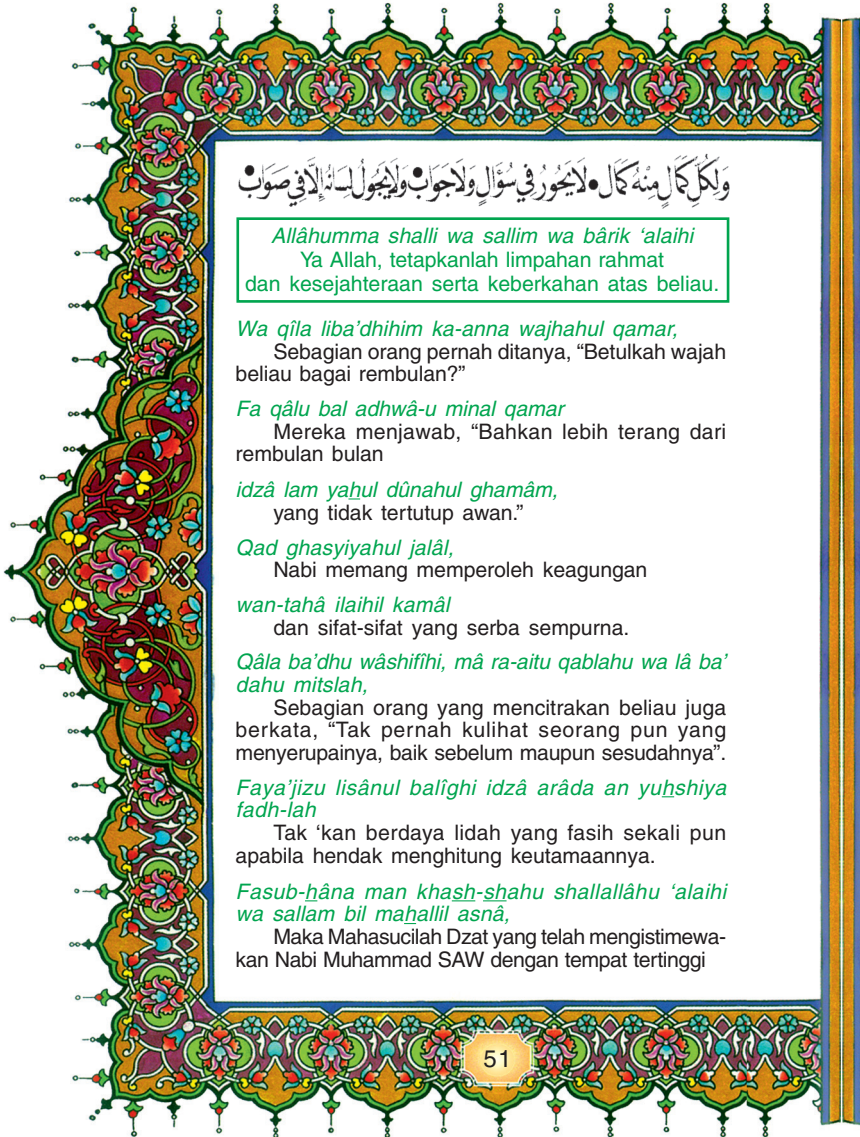 وَلِكُلِّ كَمَالٍ مِنْهُ كَمَال • لَايَحُوْرُ فِي سُؤَالٍ وَلَاجَوَابْ • وَلَايَجُولُ لِسَانُهُ إِلَّا فِي صَوَابْ •
Allâhumma shalli wa sallim wa bârik ‘alaihi
Ya Allah, tetapkanlah limpahan rahmat
dan kesejahteraan serta keberkahan atas beliau.
Wa qîla liba’dhihim ka-anna wajhahul qamar,
Sebagian orang pernah ditanya, “Betulkah wajah
beliau bagai rembulan?”
Fa qâlu bal adhwâ-u minal qamar
Mereka menjawab, “Bahkan lebih terang dari
rembulan bulan
idzâ lam yahul dûnahul ghamâm,
yang tidak tertutup awan.”
Qad ghasyiyahul jalâl,
Nabi memang memperoleh keagungan
wan-tahâ ilaihil kamâl
dan sifat-sifat yang serba sempurna.
Qâla ba’dhu wâshifîhi, mâ ra-aitu qablahu wa lâ ba’
dahu mitslah,
Sebagian orang yang mencitrakan beliau juga
berkata, “Tak pernah kulihat seorang pun yang
menyerupainya, baik sebelum maupun sesudahnya”.
Faya’jizu lisânul balîghi idzâ arâda an yuhshiya
fadh-lah
Tak ‘kan berdaya lidah yang fasih sekali pun
apabila hendak menghitung keutamaannya.
Fasub-hâna man khash-shahu shallallâhu ‘alaihi
wa sallam bil mahallil asnâ,
Maka Mahasucilah Dzat yang telah mengistimewa-
kan Nabi Muhammad SAW dengan tempat tertinggi
51